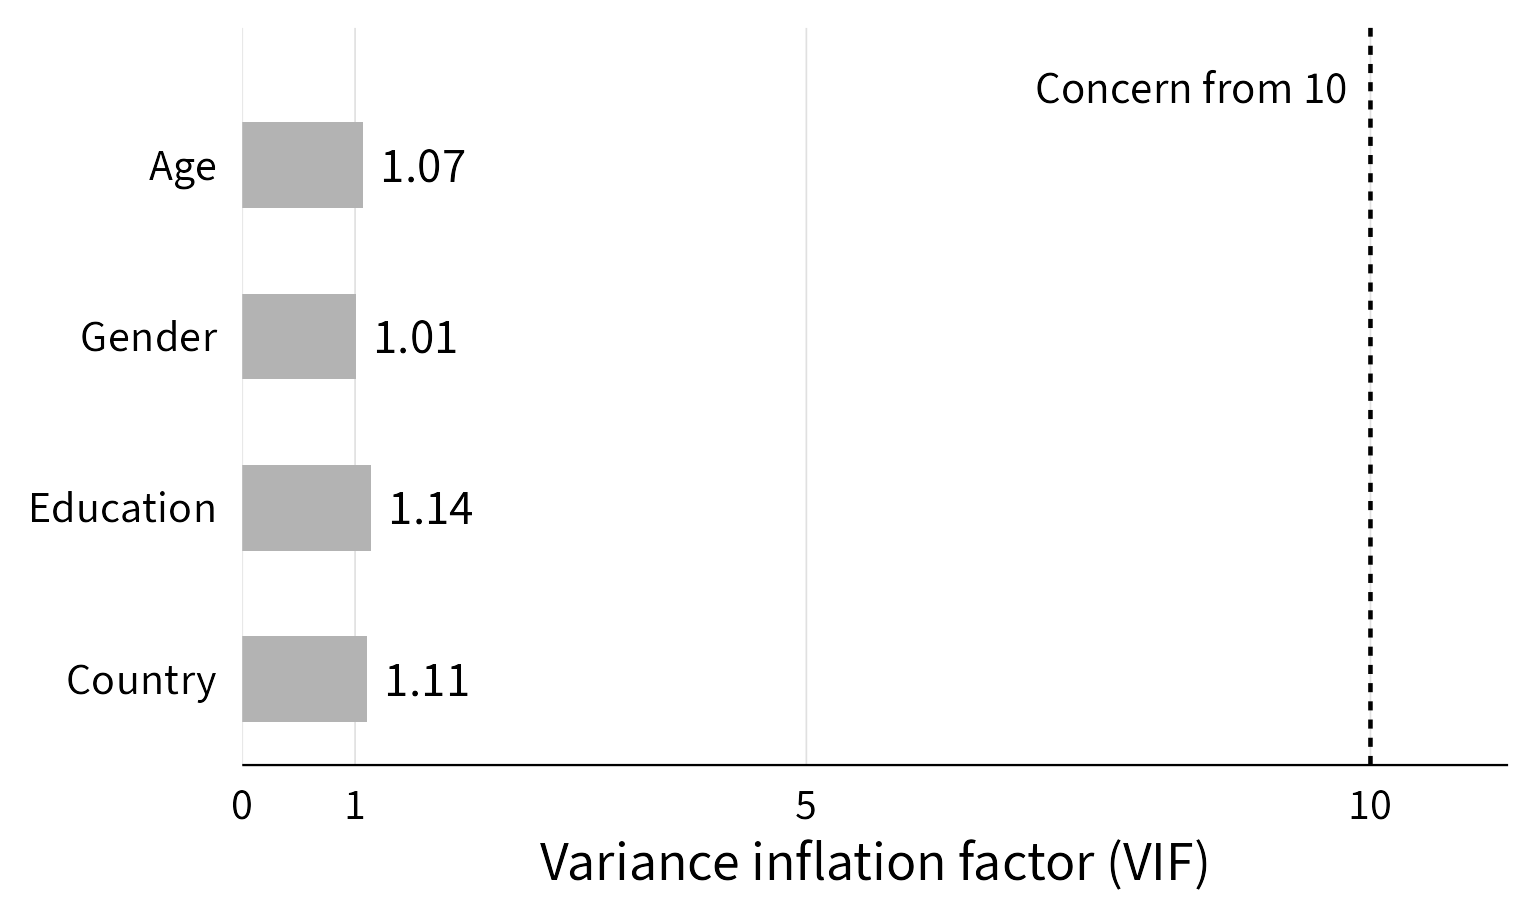 Concern from 10
Age 1.07
Gender 1.01
Education 1.14
Country 1.11
0 1 5 10
Variance inflation factor (VIF)